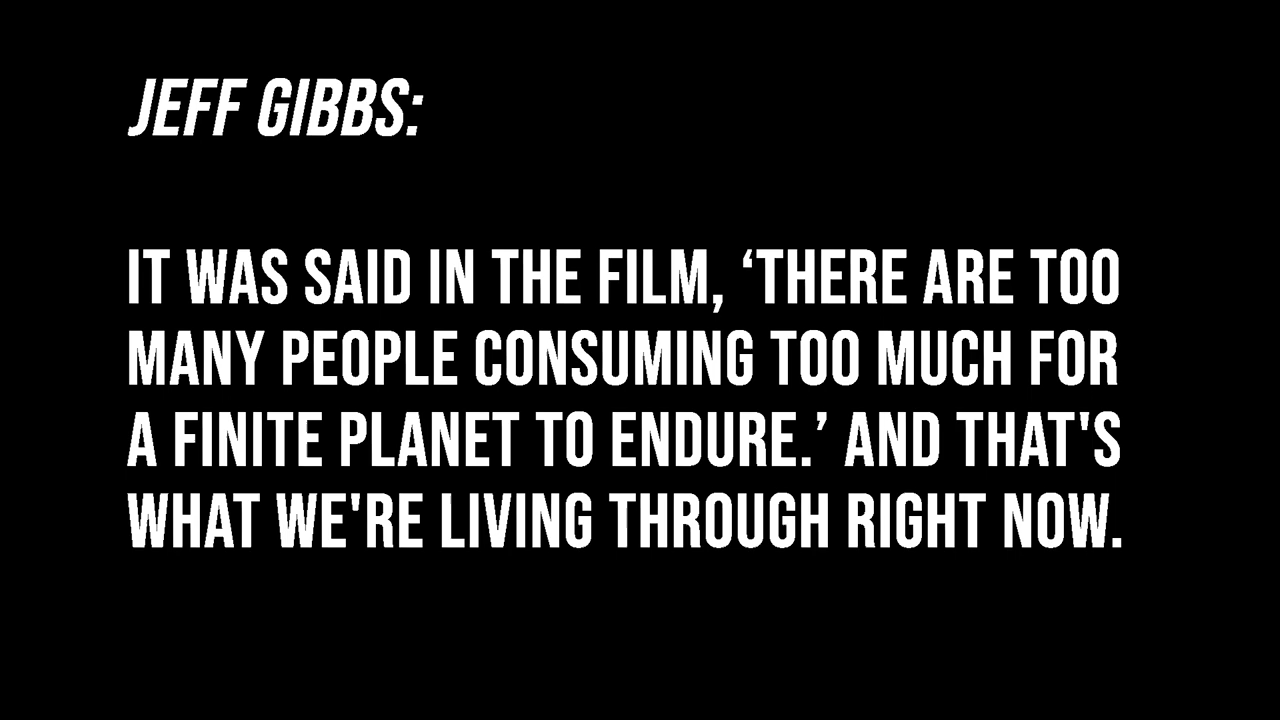 JEFF GIBBS:
IT WAS SAID IN THE FILM, ‘THERE ARE TOO
MANY PEOPLE CONSUMING TOO MUCH FOR
A FINITE PLANET TO ENDURE.’ AND THAT'S
WHAT WE'RE LIVING THROUGH RIGHT NOW.